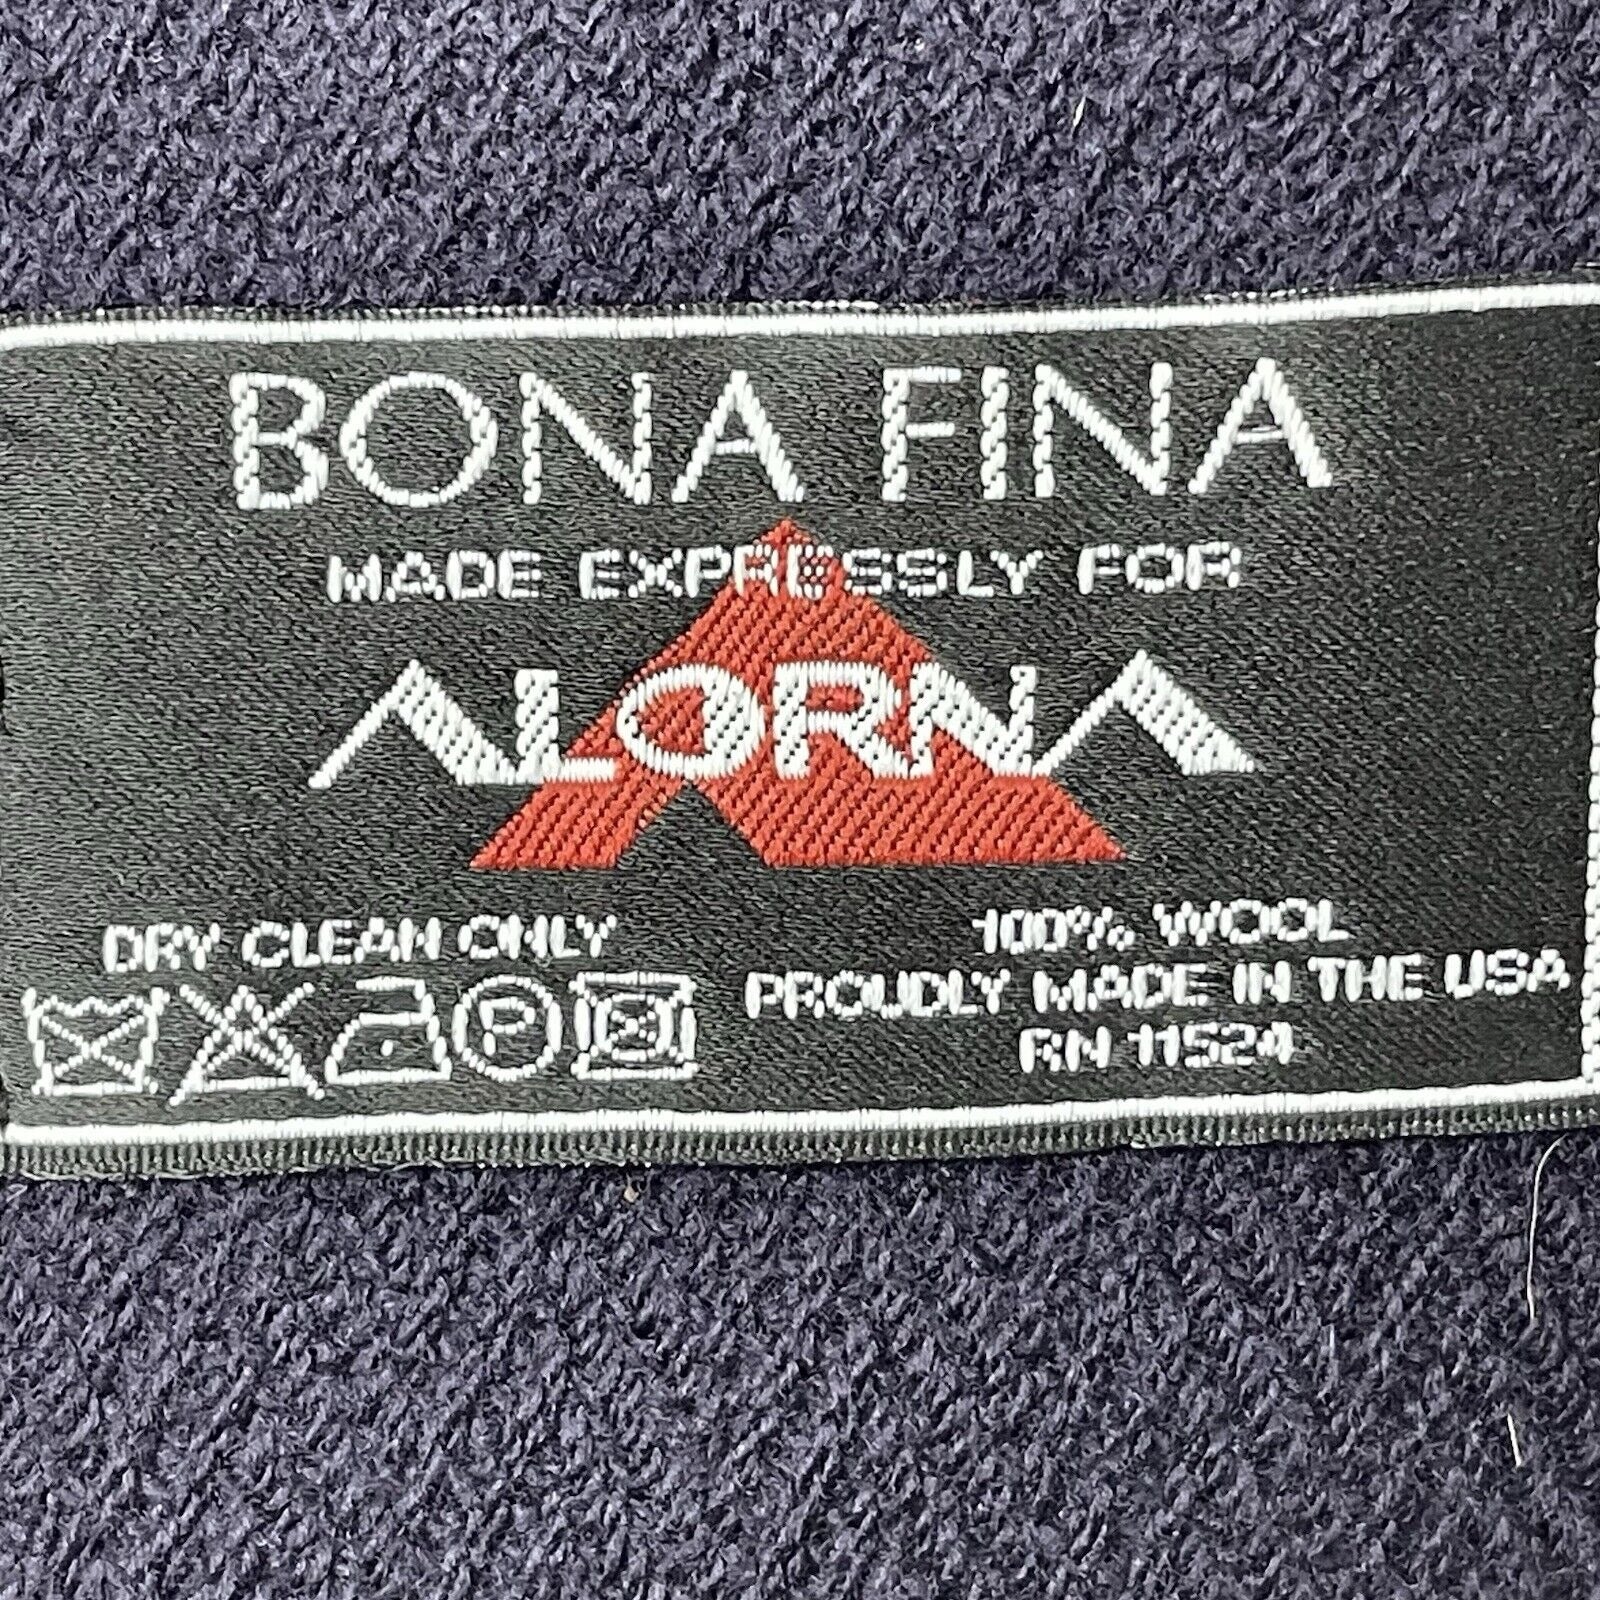 BONA FINA
MADE EXPRESSLY FOR
ALORNA
DRY CLEAN ONLY
P
100% WOOL
PROUDLY MADE IN THE USA
RN 11524